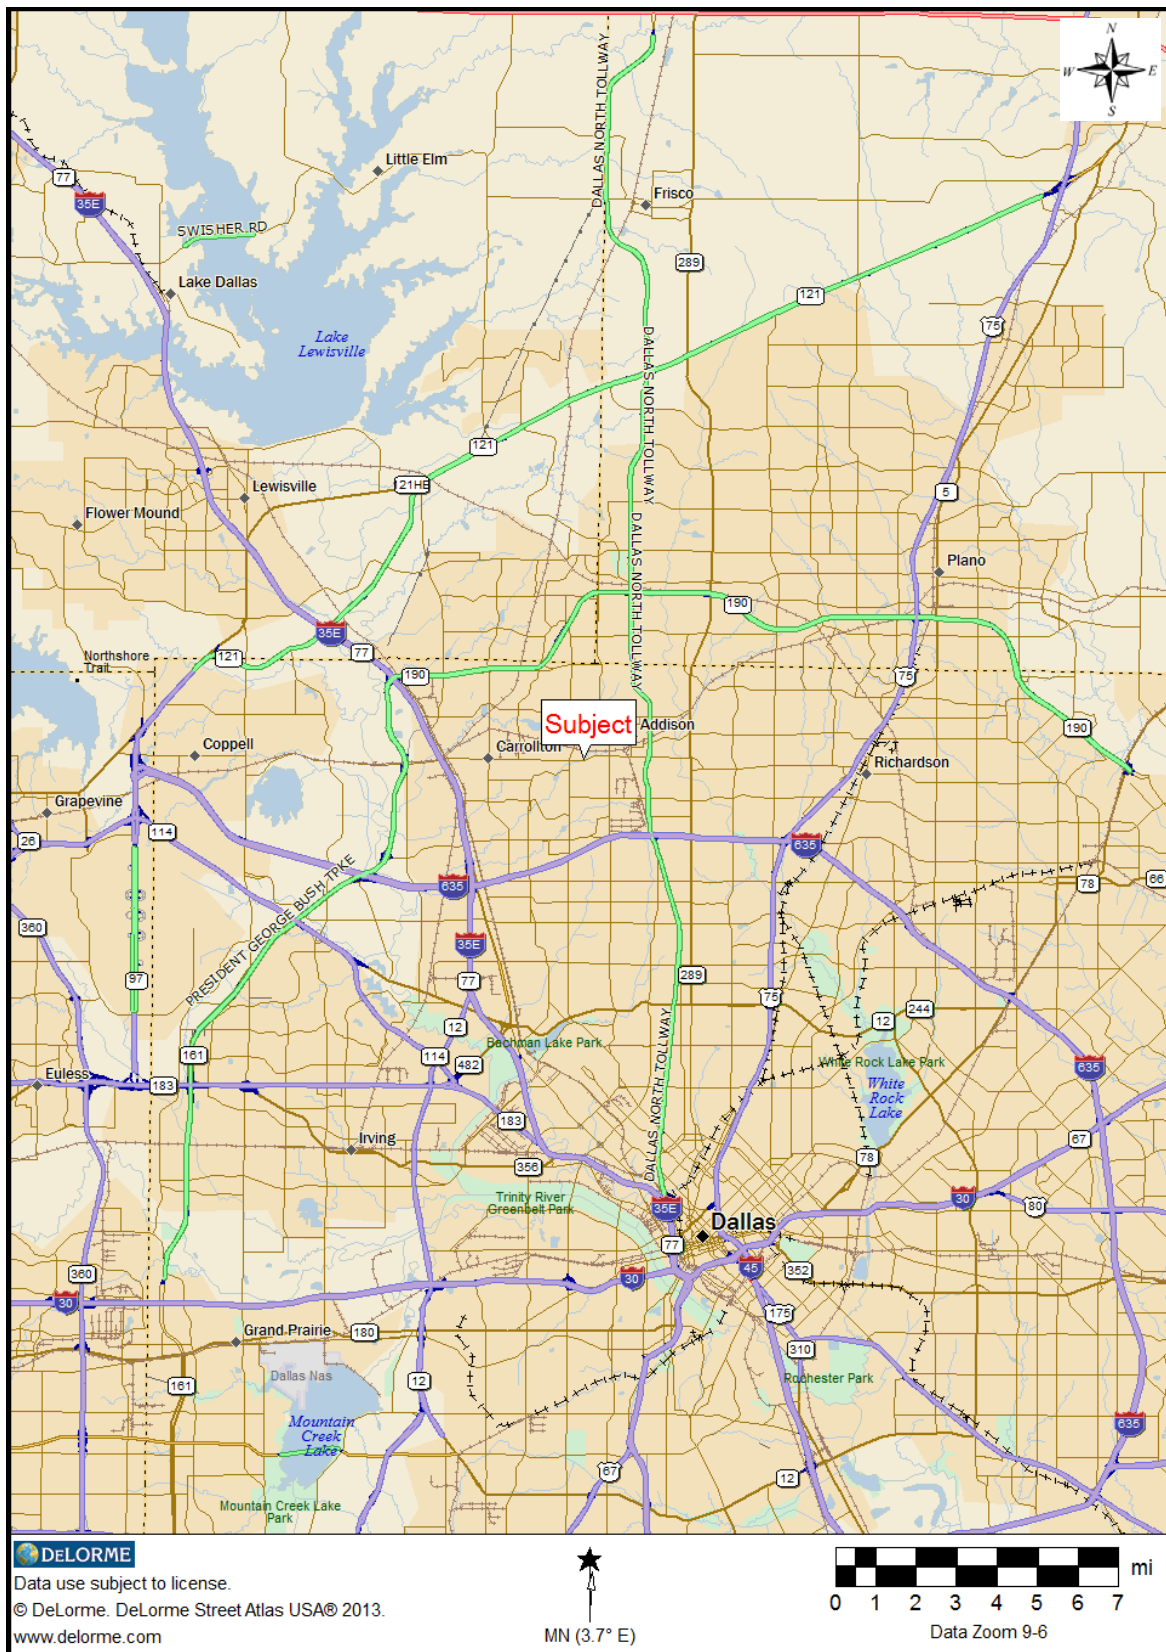 N
W E
S
DALLAS NORTH TOLLWAY
Little Elm
77
35E
Frisco
SWISHER RD
289
Lake Dallas
121
75
Lake
Lewisville
DALLAS NORTH TOLLWAY
121
Lewisville
121HB
5
Flower Mound
DALLAS NORTH TOLLWAY
Plano
190
35E
77
Northshore
Trail
121
190
75
Subject
Addison
190
Coppell
Carrollton
Richardson
Grapevine
26
114
635
635
78
66
PRESIDENT GEORGE BUSH TPKE
360
35E
97
77
289
75
244
12
12
Bachman Lake Park
DALLAS NORTH TOLLWAY
161
114
482
White Rock Lake Park
635
Euless
183
White
Rock
Lake
183
67
Irving
356
78
Trinity River
Greenbelt Park
30
80
35E
Dallas
77
360
30
45
352
30
175
Grand Prairie
180
310
Dallas Nas
161
12
Rochester Park
Mountain
Creek
Lake
635
67
12
Mountain Creek Lake
Park
DELORME
Data use subject to license.
© DeLorme. DeLorme Street Atlas USA® 2013.
www.delorme.com
MN (3.7° E)
mi
0 1 2 3 4 5 6 7
Data Zoom 9-6